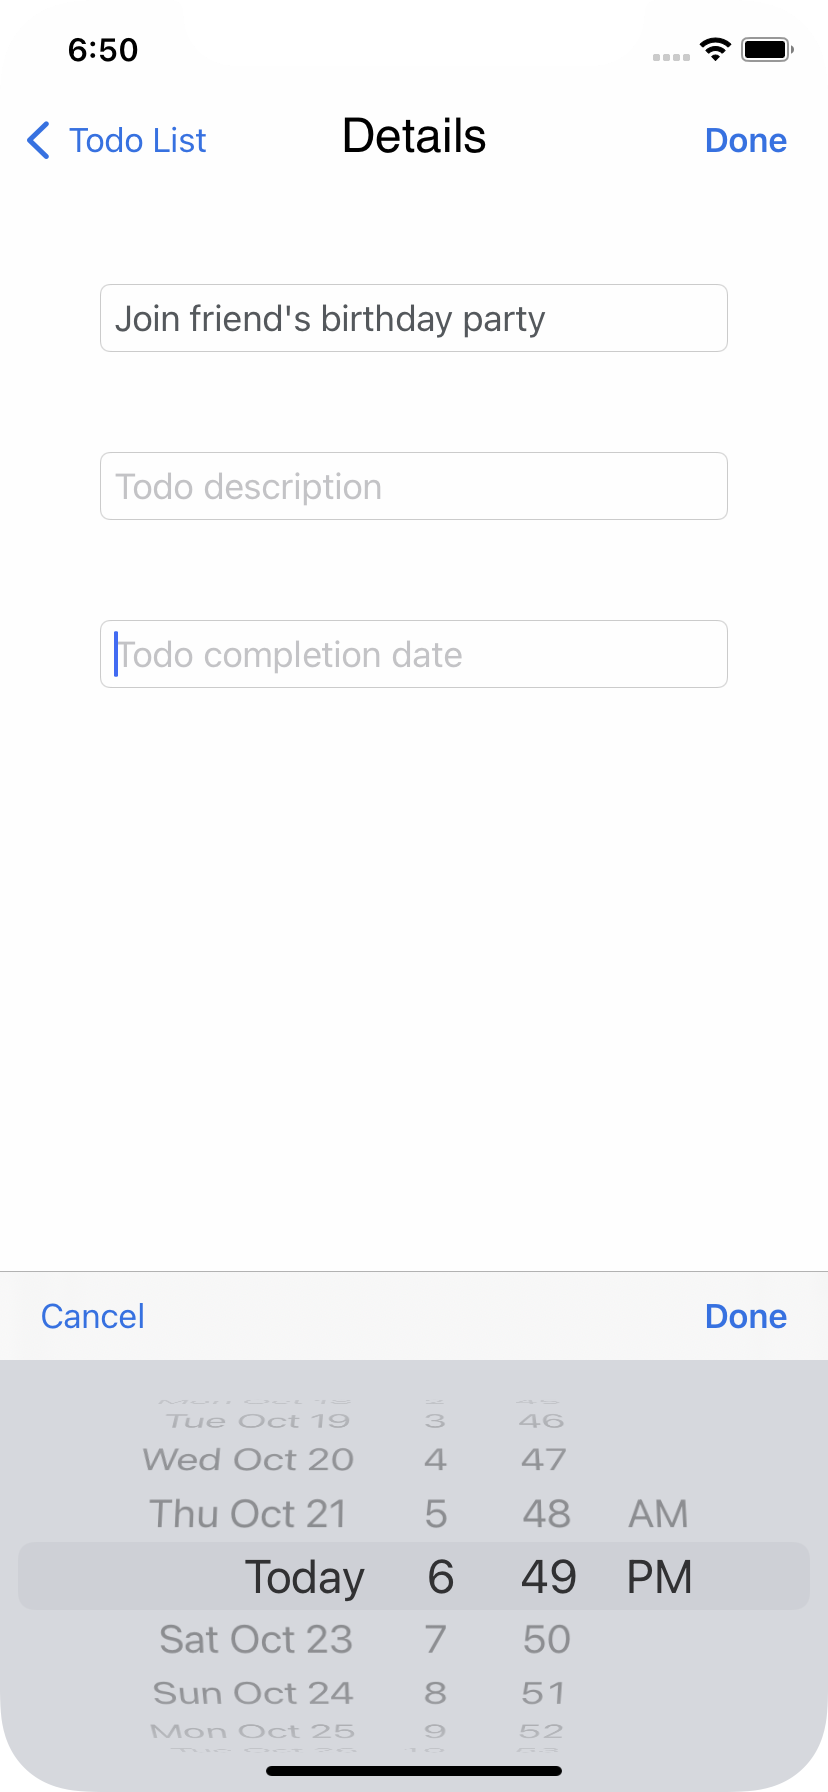 6:50
Todo List Details Done
Join friend's birthday party
Todo description
Todo completion date
Cancel Done
Tue Oct 19 3 46
Wed Oct 20 4 47
Thu Oct 21 5 48 AM
Today 6 49 PM
Sat Oct 23 7 50
Sun Oct 24 8 51
Mon Oct 25 9 52